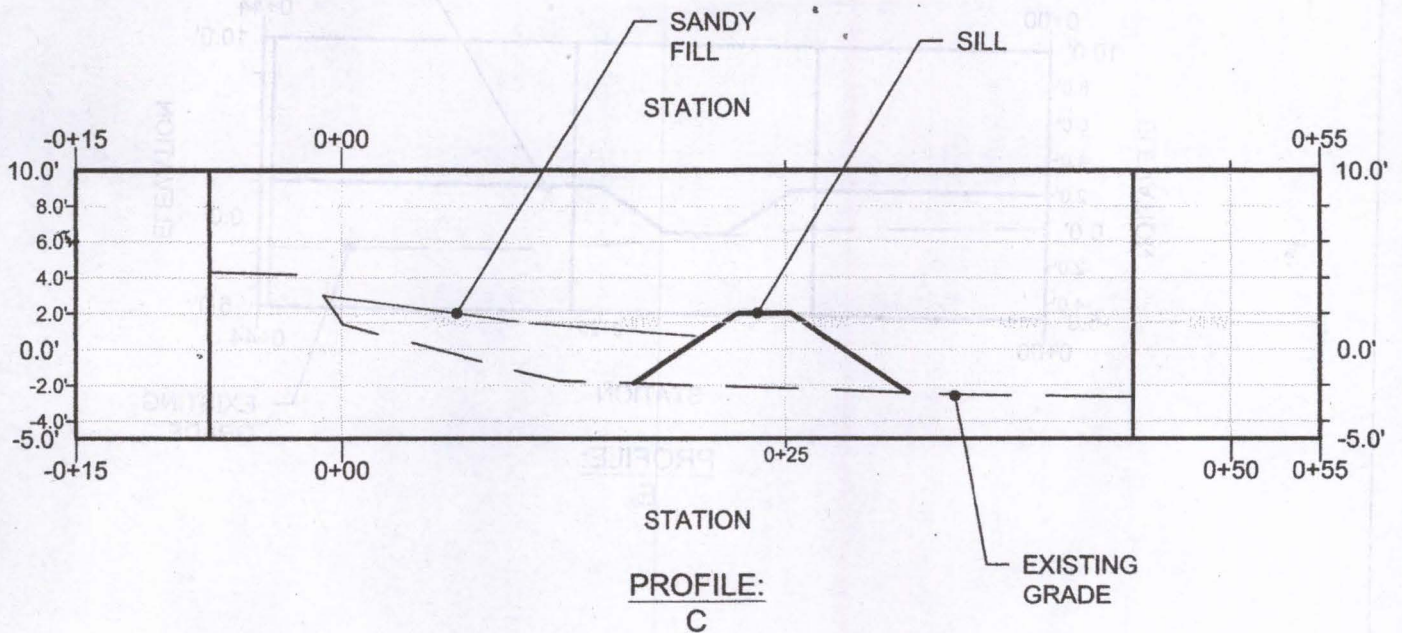 SANDY
FILL
SILL
STATION
-0+15
0+00
0+55
10.0'
8.0'
6.0'
4.0'
2.0'
0.0'
-2.0'
-4.0'
-5.0'
10.0'
0.0'
-5.0'
-0+15
0+00
0+25
0+50
0+55
STATION
EXISTING
GRADE
PROFILE:
C